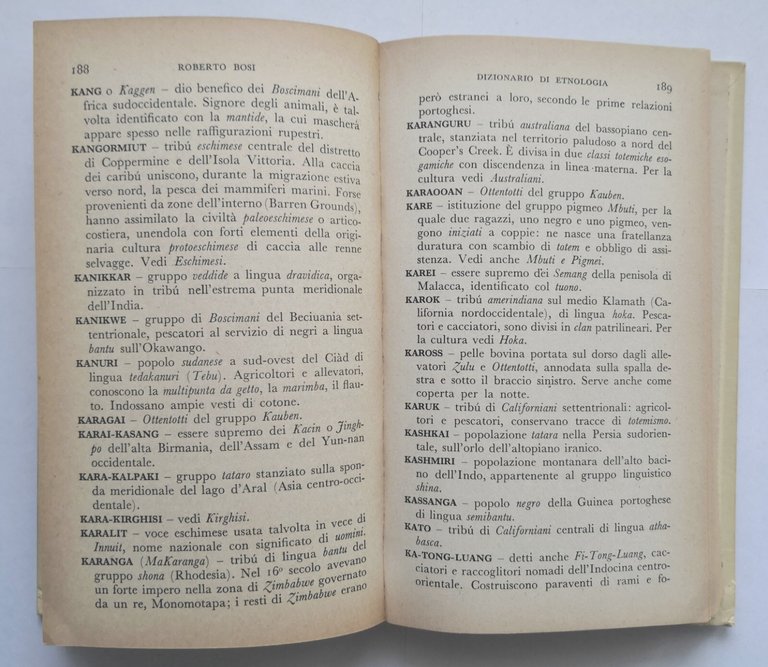 188
ROBERTO BOSI
KANG o Kaggen – dio benefico dei Boscimani dell'A-
frica sudoccidentale. Signore degli animali, è tal-
volta identificato con la mantide, la cui mascherà
appare spesso nelle raffigurazioni rupestri.
KANGORMIUT – tribú eschimese centrale del distretto
di Coppermine e dell'Isola Vittoria. Alla caccia
dei caribú uniscono, durante la migrazione estiva
verso nord, la pesca dei mammiferi marini. Forse
provenienti da zone dell'interno (Barren Grounds),
hanno assimilato la civiltà paleoeschimese o artico-
costiera, unendola con forti elementi della origi-
naria cultura protoeschimese di caccia alle renne
selvagge. Vedi Eschimesi.
KANIKKAR – gruppo veddide a lingua dravidica, orga-
nizzato in tribú nell'estrema punta meridionale
dell'India.
KANIKWE – gruppo di Boscimani del Beciuania set-
tentrionale, pescatori al servizio di negri a lingua
bantu sull'Okawango.
KANURI – popolo sudanese a sud-ovest del Ciàd di
lingua tedakanuri (Tebu). Agricoltori e allevatori,
conoscono la multipunta da getto, la marimba, il flau-
to. Indossano ampie vesti di cotone.
KARAGAI – Ottentotti del gruppo Kauben.
KARAI-KASANG – essere supremo dei Kacin o Jingh-
po dell'alta Birmania, dell'Assam e del Yun-nan
occidentale.
KARA-KALPAKI – gruppo tataro stanziato sulla spon-
da meridionale del lago d'Aral (Asia centro-occi-
dentale).
KARA-KIRGHISI – vedi Kirghisi.
KARALIT – voce eschimese usata talvolta in vece di
Innuit, nome nazionale con significato di uomini.
KARANGA (MaKaranga) – tribú di lingua bantu del
gruppo shona (Rhodesia). Nel 16° secolo avevano
un forte impero nella zona di Zimbabwe governato
da un re, Monomotapa; i resti di Zimbabwe erano
DIZIONARIO DI ETNOLOGIA
189
però estranei a loro, secondo le prime relazioni
portoghesi.
KARANGURU – tribú australiana del bassopiano cen-
trale, stanziata nel territorio paludoso a nord del
Cooper's Creek. È divisa in due classi totemiche eso-
gamiche con discendenza in linea materna. Per la
cultura vedi Australiani.
KARAOOAN – Ottentotti del gruppo Kauben.
KARE – istituzione del gruppo pigmeo Mbuti, per la
quale due ragazzi, uno negro e uno pigmeo, ven-
gono iniziati a coppie: ne nasce una fratellanza
duratura con scambio di totem e obbligo di assi-
stenza. Vedi anche Mbuti e Pigmei.
KAREI – essere supremo dei Semang della penisola di
Malacca, identificato col tuono.
KAROK – tribú amerindiana sul medio Klamath (Ca-
lifornia nordoccidentale), di lingua hoka. Pesca-
tori e cacciatori, sono divisi in clan patrilineari. Per
la cultura vedi Hoka.
KAROSS – pelle bovina portata sul dorso dagli alle-
vatori Zulu e Ottentotti, annodata sulla spalla de-
stra e sotto il braccio sinistro. Serve anche come
coperta per la notte.
KARUK – tribú di Californiani settentrionali: agricol-
tori e pescatori, conservano tracce di totemismo.
KASHKAI – popolazione tatara nella Persia sudorien-
tale, sull'orlo dell'altopiano iranico.
KASHMIRI – popolazione montanara dell'alto baci-
no dell'Indo, appartenente al gruppo linguistico
shina.
KASSANGA – popolo negro della Guinea portoghese
di lingua semibantu.
KATO – tribú di Californiani centrali di lingua atha-
basca.
KA-TONG-LUANG – detti anche Fi-Tong-Luang, cac-
ciatori e raccoglitori nomadi dell'Indocina centro-
orientale. Costruiscono paraventi di rami e fo-